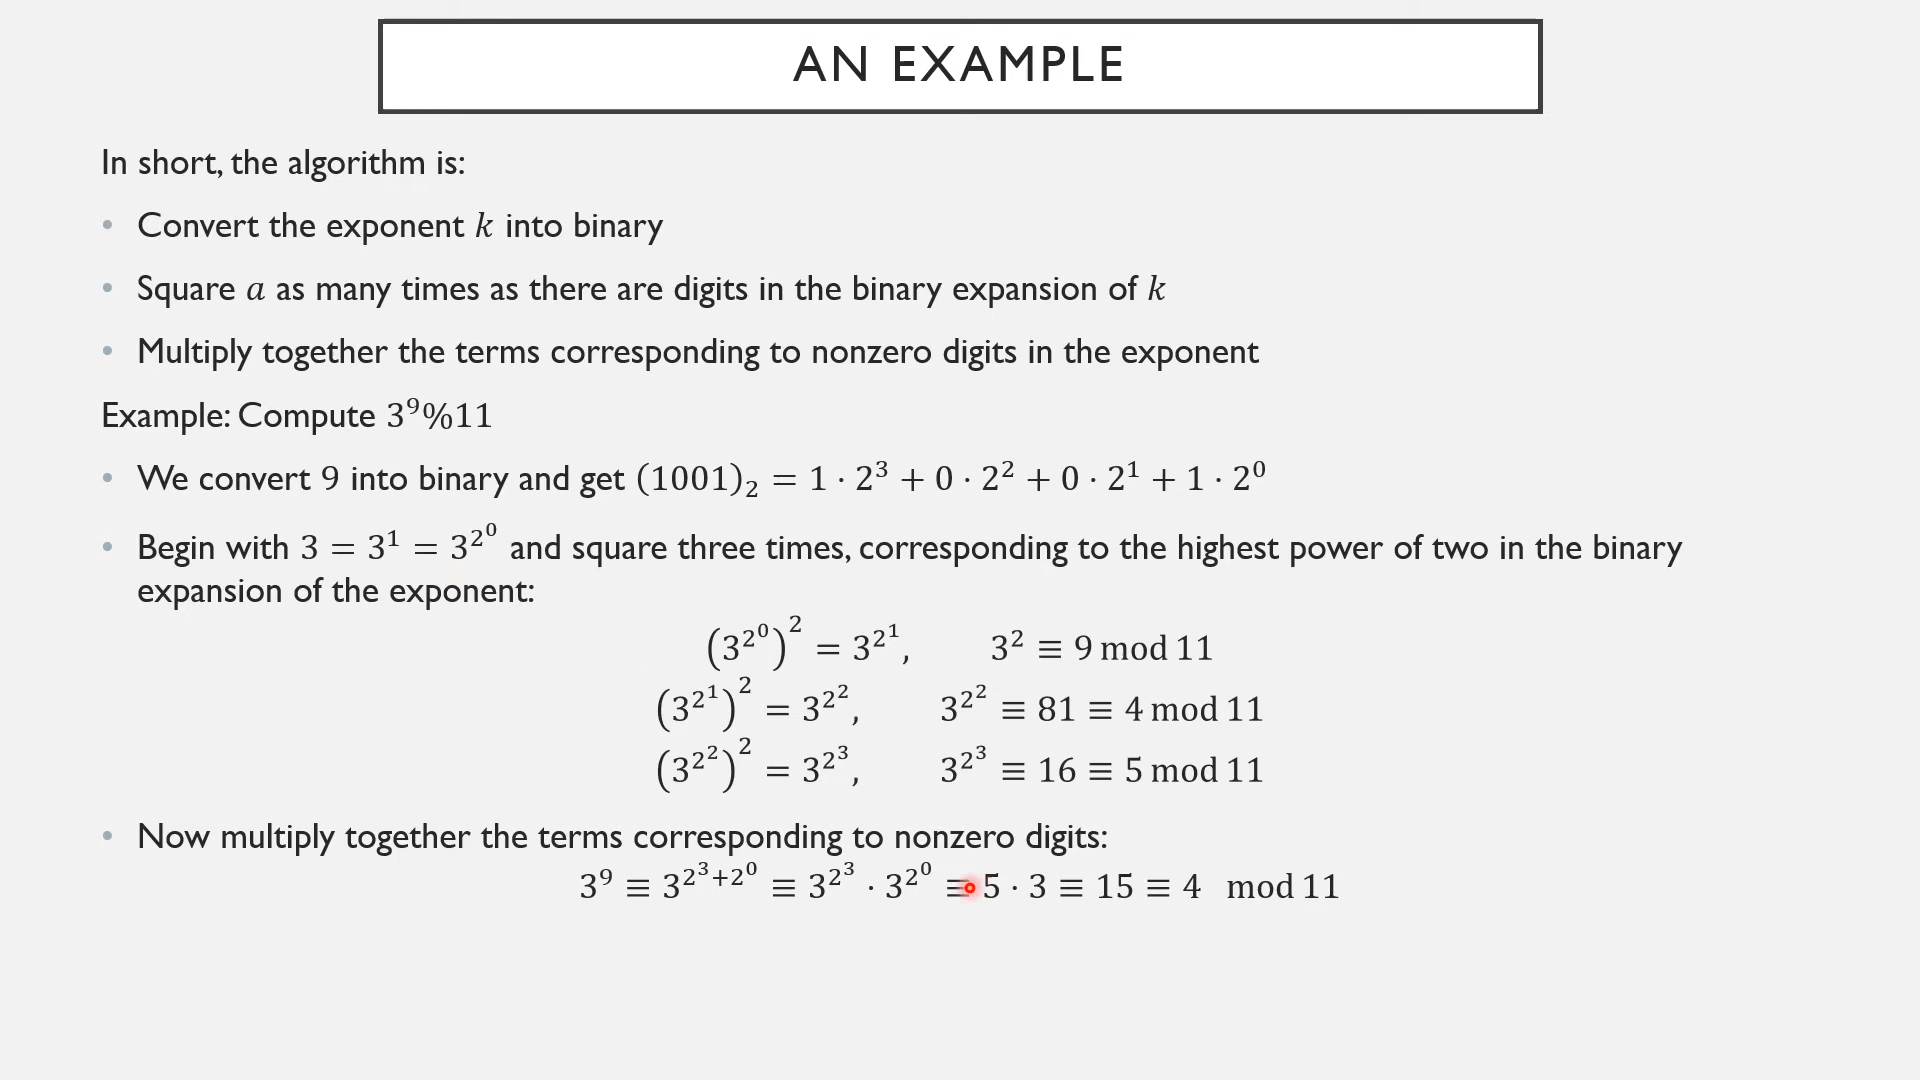 AN EXAMPLE
In short, the algorithm is:
• Convert the exponent k into binary
• Square a as many times as there are digits in the binary expansion of k
• Multiply together the terms corresponding to nonzero digits in the exponent
Example: Compute 3^9%11
• We convert 9 into binary and get (1001)_2 = 1 · 2^3 + 0 · 2^2 + 0 · 2^1 + 1 · 2^0
• Begin with 3 = 3^1 = 3^{2^0} and square three times, corresponding to the highest power of two in the binary
expansion of the exponent:
(3^{2^0})^2 = 3^{2^1}, 3^2 ≡ 9 mod 11
(3^{2^1})^2 = 3^{2^2}, 3^{2^2} ≡ 81 ≡ 4 mod 11
(3^{2^2})^2 = 3^{2^3}, 3^{2^3} ≡ 16 ≡ 5 mod 11
• Now multiply together the terms corresponding to nonzero digits:
3^9 ≡ 3^{2^3+2^0} ≡ 3^{2^3} · 3^{2^0} ≡ 5 · 3 ≡ 15 ≡ 4 mod 11